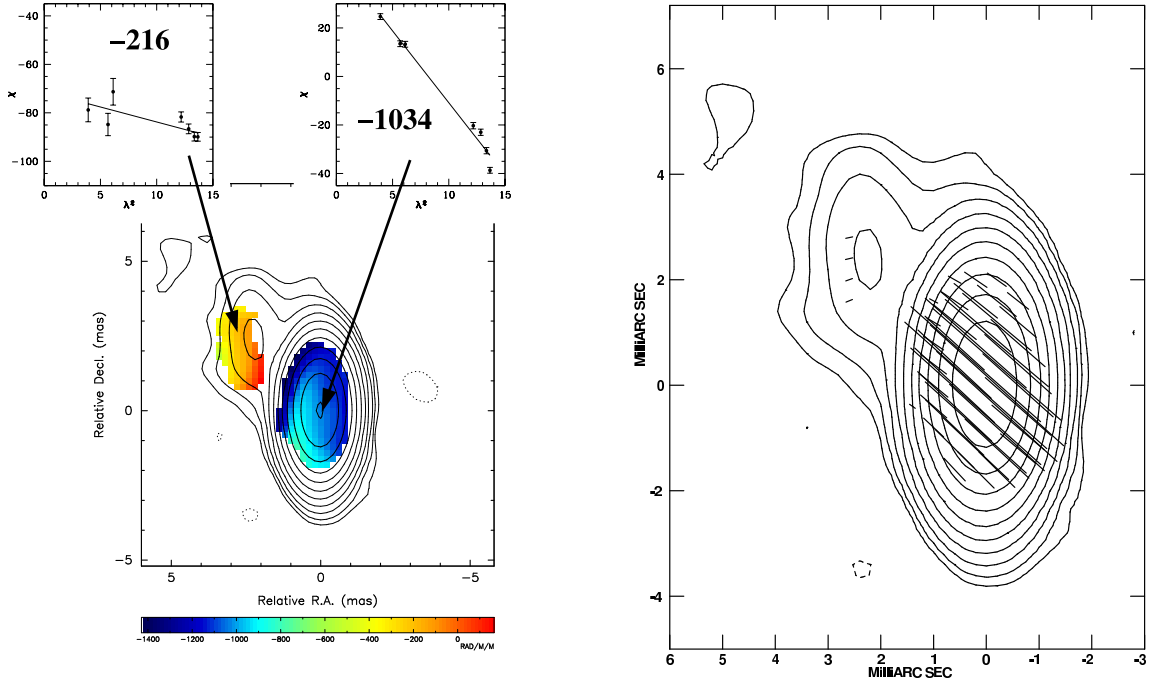 −40
−60
−80
−100
χ
−216
0 5 10 15
λ²
40
20
0
−20
−40
χ
−1034
0 5 10 15
λ²
5
0
−5
Relative Decl. (mas)
5 0 −5
Relative R.A. (mas)
−1400 −1200 −1000 −800 −600 −400 −200 0
RAD/M/M
6
4
2
0
-2
-4
MilliARC SEC
6 5 4 3 2 1 0 -1 -2 -3
MilliARC SEC